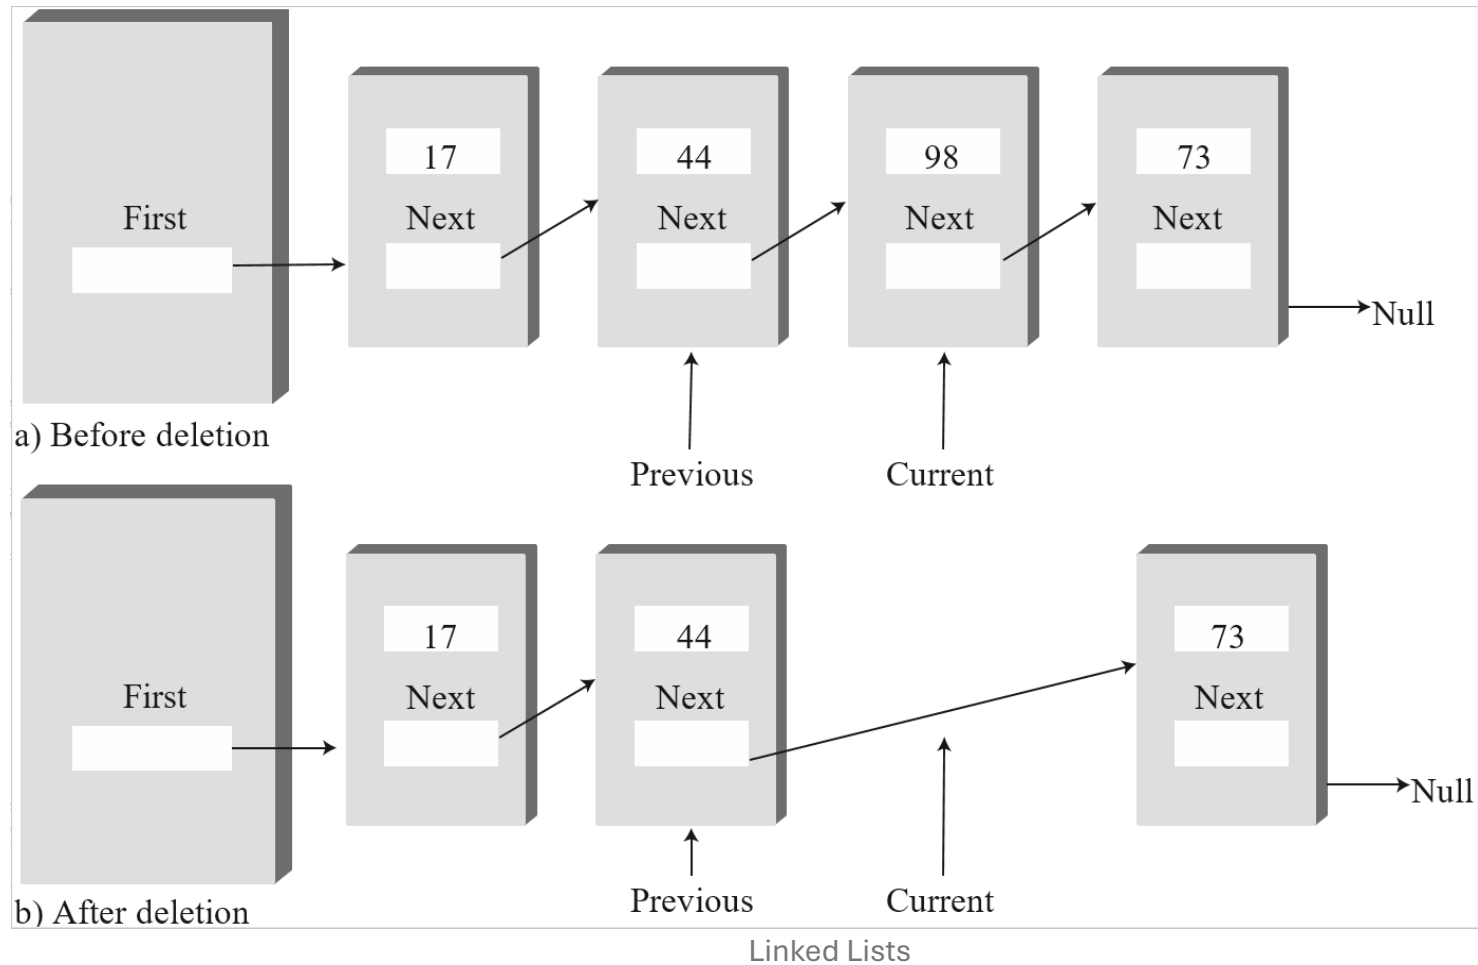 17 44 98 73
First Next Next Next Next
Null
a) Before deletion
Previous Current
17 44 73
First Next Next Next
Null
b) After deletion
Previous Current
Linked Lists